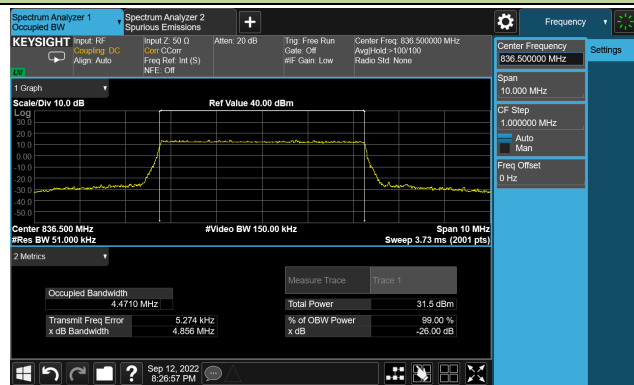 Spectrum Analyzer 1
Occupied BW
Spectrum Analyzer 2
Spurious Emissions
+
Frequency
KEYSIGHT
Input: RF
Coupling: DC
Align: Auto
Input Z: 50 Ω
Corr CCorr
Freq Ref: Int (S)
NFE: Off
Atten: 20 dB
Trig: Free Run
Gate: Off
#IF Gain: Low
Center Freq: 836.500000 MHz
Avg|Hold:>100/100
Radio Std: None
LXI
Center Frequency
836.500000 MHz
Settings
Span
10.000 MHz
CF Step
1.000000 MHz
Auto
Man
Freq Offset
0 Hz
1 Graph
Scale/Div 10.0 dB
Ref Value 40.00 dBm
Log
30.0
20.0
10.0
0.00
-10.0
-20.0
-30.0
-40.0
-50.0
Center 836.500 MHz
#Video BW 150.00 kHz
Span 10 MHz
#Res BW 51.000 kHz
Sweep 3.73 ms (2001 pts)
2 Metrics
Measure Trace
Trace 1
Occupied Bandwidth
4.4710 MHz
Total Power
31.5 dBm
Transmit Freq Error
5.274 kHz
% of OBW Power
99.00 %
x dB Bandwidth
4.856 MHz
x dB
-26.00 dB
?
Sep 12, 2022
8:26:57 PM